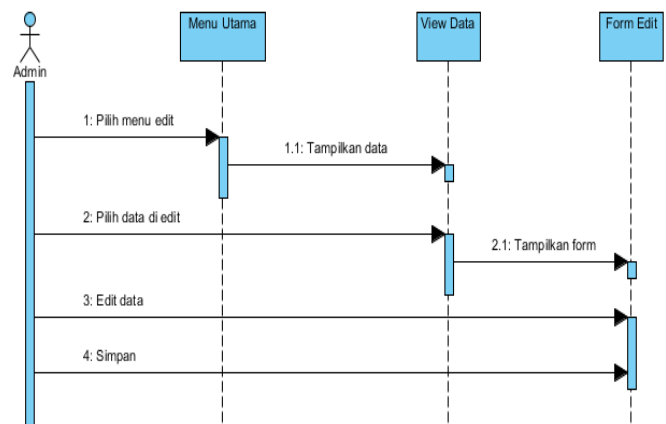 Menu Utama
View Data
Form Edit
Admin
1: Pilih menu edit
1.1: Tampilkan data
2: Pilih data di edit
2.1: Tampilkan form
3: Edit data
4: Simpan